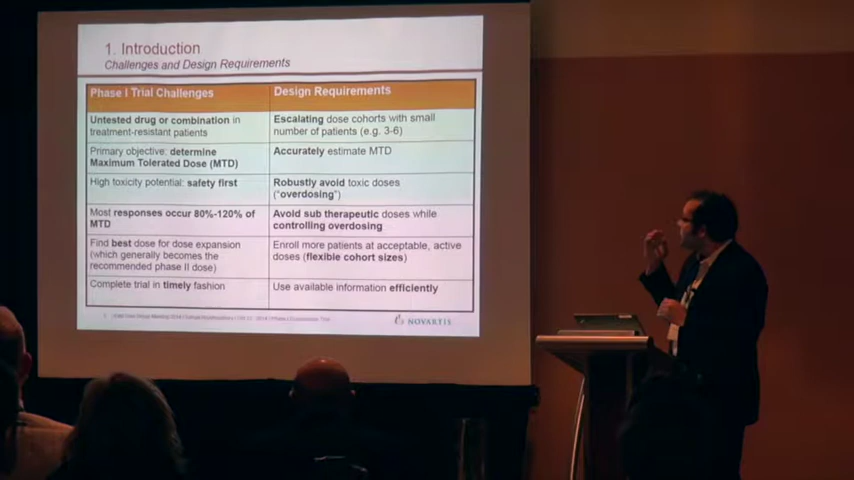 1. Introduction
Challenges and Design Requirements
Phase I Trial Challenges
Design Requirements
Untested drug or combination in
treatment-resistant patients
Escalating dose cohorts with small
number of patients (e.g. 3-6)
Primary objective: determine
Maximum Tolerated Dose (MTD)
Accurately estimate MTD
High toxicity potential: safety first
Robustly avoid toxic doses
("overdosing")
Most responses occur 80%-120% of
MTD
Avoid sub therapeutic doses while
controlling overdosing
Find best dose for dose expansion
(which generally becomes the
recommended phase II dose)
Enroll more patients at acceptable, active
doses (flexible cohort sizes)
Complete trial in timely fashion
Use available information efficiently
NOVARTIS